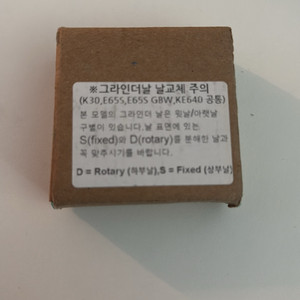 ※그라인더날 날교체 주의
(K30,E65S,E65S GBW,KE640 공통)
본 모델의 그라인더 날은 윗날/아랫날
구별이 있습니다.날 표면에 있는
S(fixed)와 D(rotary)를 분해한 날과
꼭 맞추시기를 바랍니다.
D = Rotary (하부날),S = Fixed (상부날)